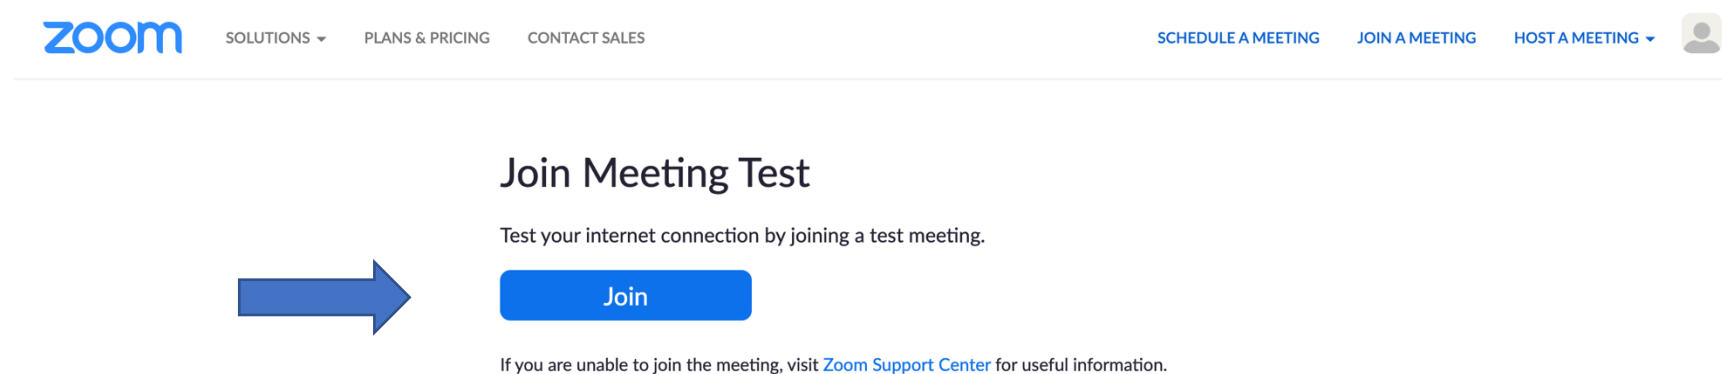 zoom SOLUTIONS PLANS & PRICING CONTACT SALES SCHEDULE A MEETING JOIN A MEETING HOST A MEETING
Join Meeting Test
Test your internet connection by joining a test meeting.
Join
If you are unable to join the meeting, visit Zoom Support Center for useful information.